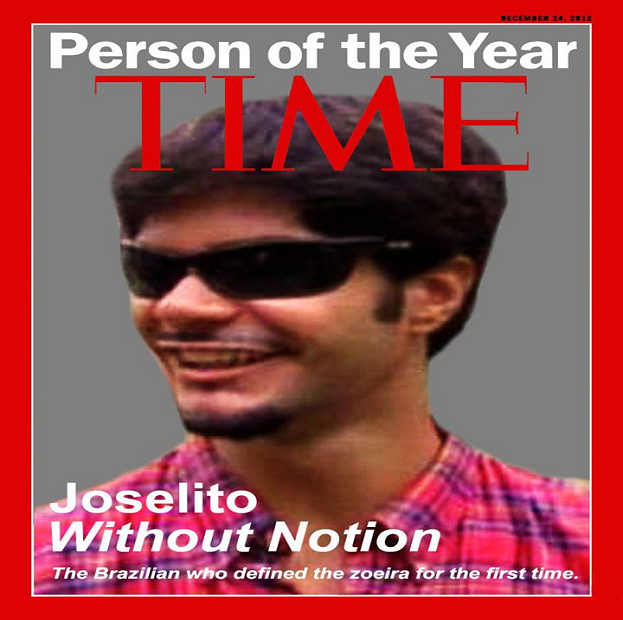 DECEMBER 24, 2012
Person of the Year
TIME
Joselito
Without Notion
The Brazilian who defined the zoeira for the first time.